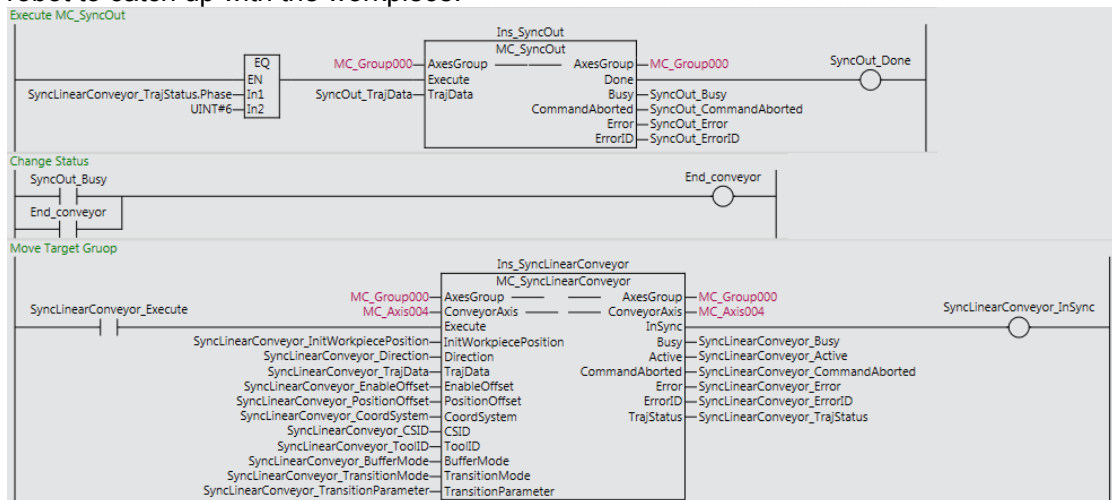 robot to catch up with the workpiece.
Execute MC_SyncOut
Ins_SyncOut
MC_SyncOut
SyncOut_Done
EQ
MC_Group000 AxesGroup AxesGroup MC_Group000
EN
Execute Done
SyncLinearConveyor_TrajStatus.Phase In1
SyncOut_TrajData TrajData Busy SyncOut_Busy
UINT#6 In2
CommandAborted SyncOut_CommandAborted
Error SyncOut_Error
ErrorID SyncOut_ErrorID
Change Status
SyncOut_Busy
End_conveyor
End_conveyor
Move Target Gruop
Ins_SyncLinearConveyor
MC_SyncLinearConveyor
MC_Group000 AxesGroup AxesGroup MC_Group000
SyncLinearConveyor_Execute
MC_Axis004 ConveyorAxis ConveyorAxis MC_Axis004
SyncLinearConveyor_InSync
Execute InSync
SyncLinearConveyor_InitWorkpiecePosition InitWorkpiecePosition Busy SyncLinearConveyor_Busy
SyncLinearConveyor_Direction Direction Active SyncLinearConveyor_Active
SyncLinearConveyor_TrajData TrajData CommandAborted SyncLinearConveyor_CommandAborted
SyncLinearConveyor_EnableOffset EnableOffset Error SyncLinearConveyor_Error
SyncLinearConveyor_PositionOffset PositionOffset ErrorID SyncLinearConveyor_ErrorID
SyncLinearConveyor_CoordSystem CoordSystem TrajStatus SyncLinearConveyor_TrajStatus
SyncLinearConveyor_CSID CSID
SyncLinearConveyor_ToolID ToolID
SyncLinearConveyor_BufferMode BufferMode
SyncLinearConveyor_TransitionMode TransitionMode
SyncLinearConveyor_TransitionParameter TransitionParameter